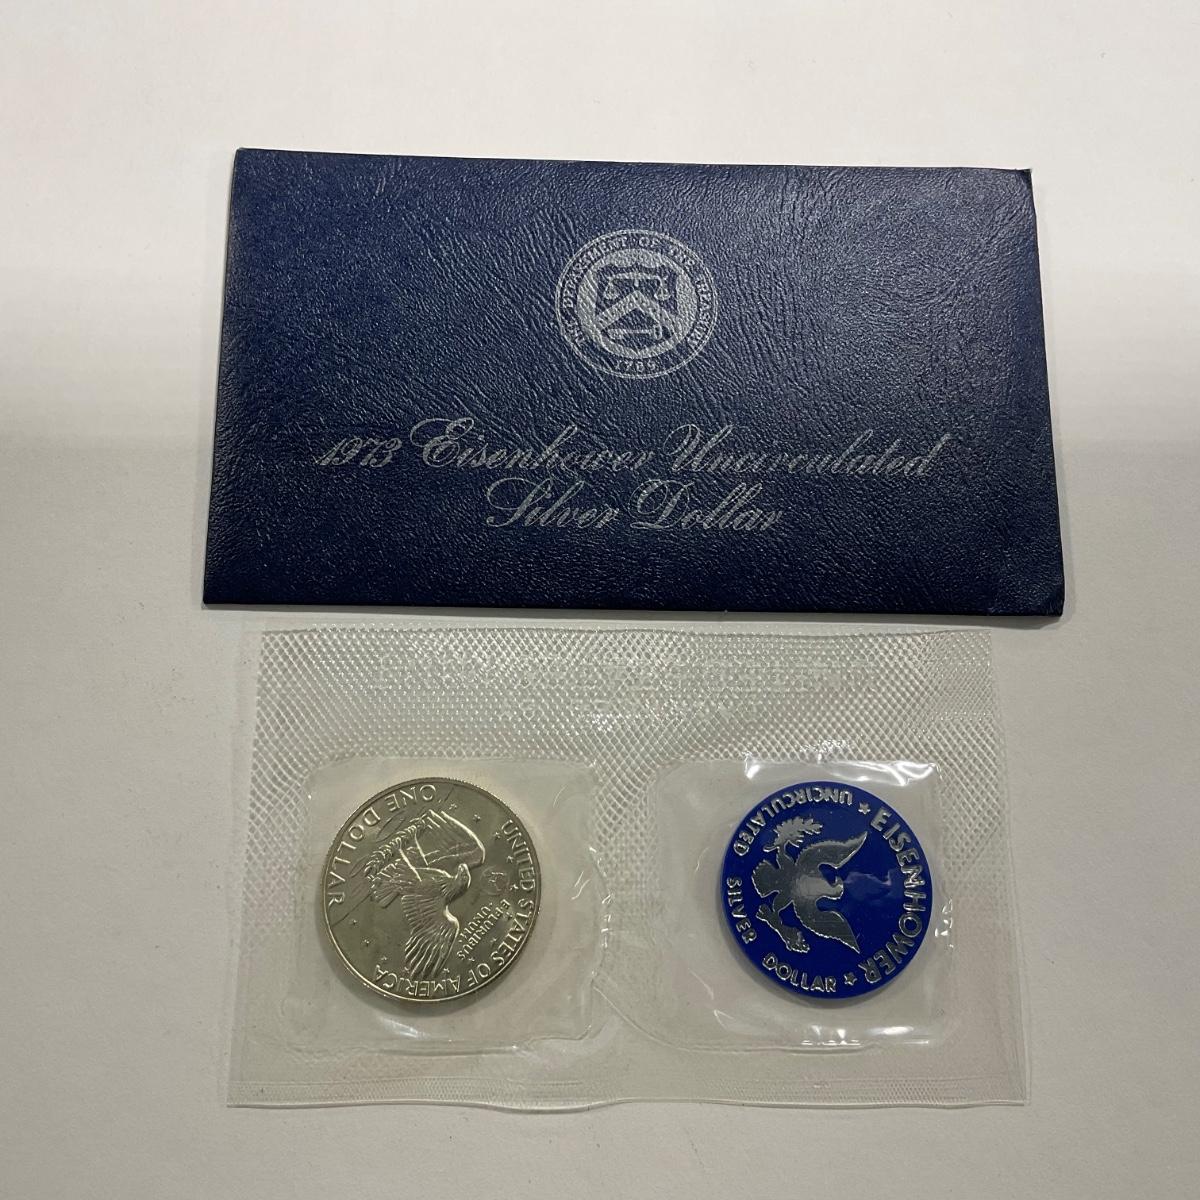 THE DEPARTMENT OF THE TREASURY
1789
1973 Eisenhower Uncirculated
Silver Dollar
UNITED STATES OF AMERICA
E PLURIBUS
UNUM
ONE DOLLAR
EISENHOWER
UNCIRCULATED SILVER DOLLAR